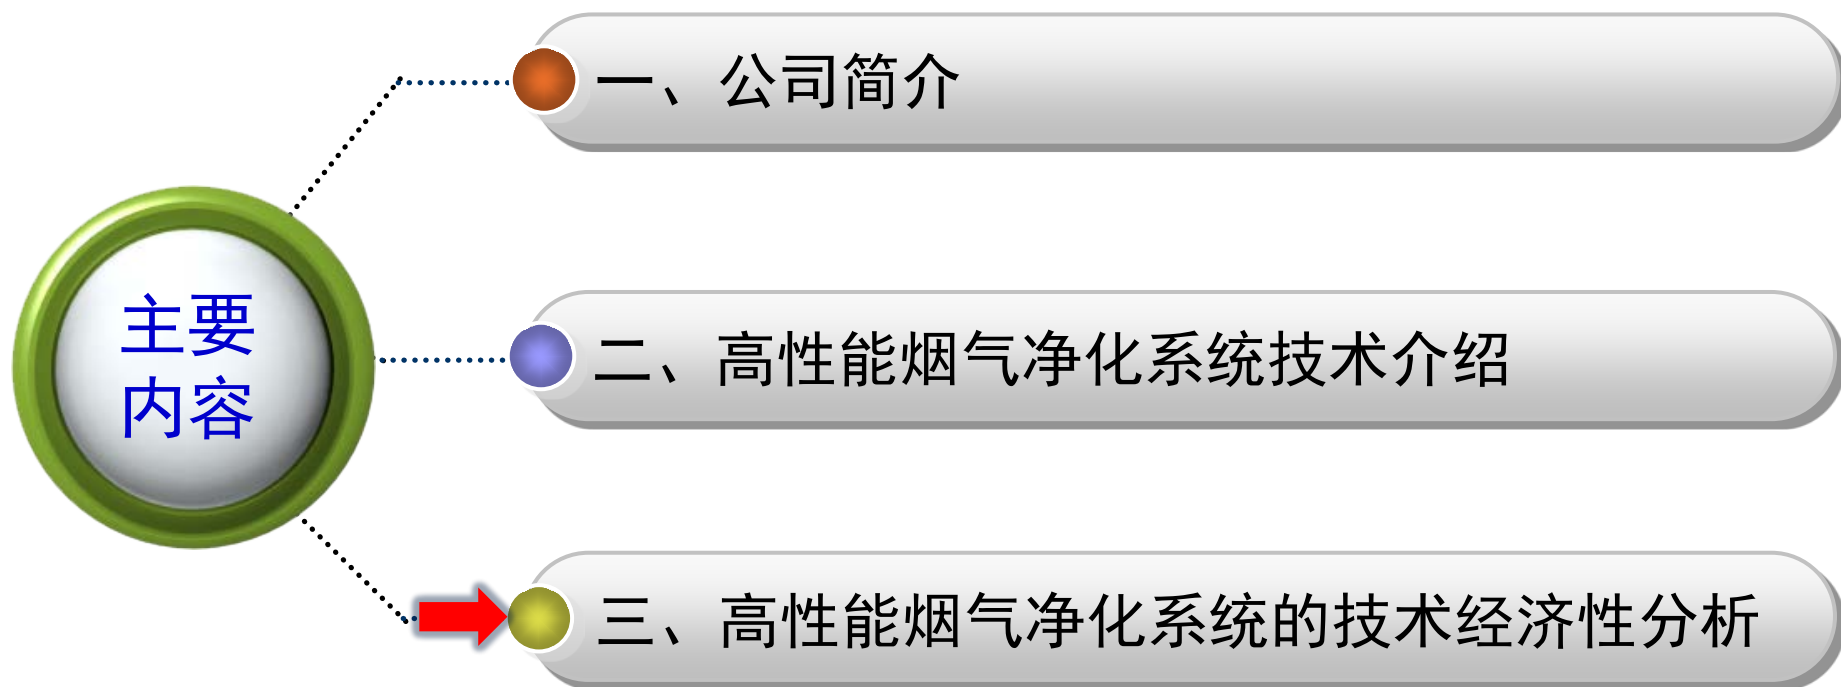 主要
内容
一、公司简介
二、高性能烟气净化系统技术介绍
三、高性能烟气净化系统的技术经济性分析